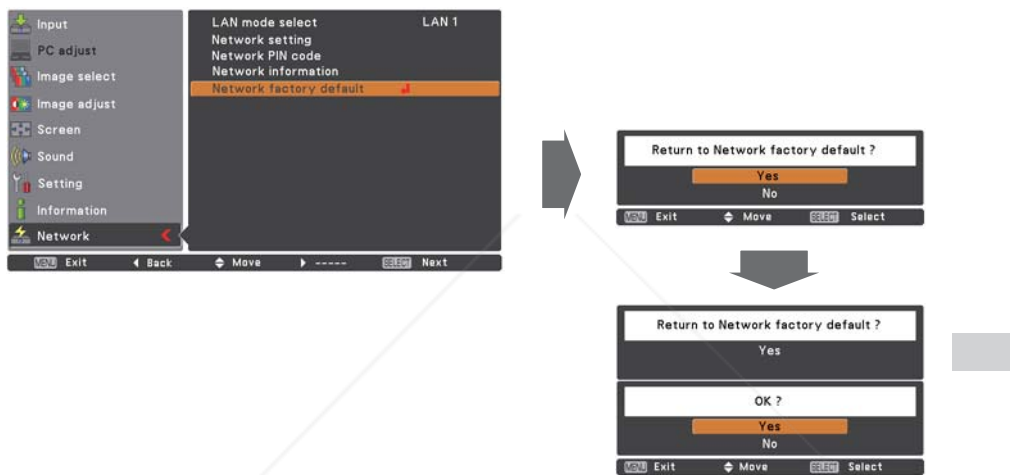 Input
PC adjust
Image select
Image adjust
Screen
Sound
Setting
Information
Network
LAN mode select LAN 1
Network setting
Network PIN code
Network information
Network factory default
MENU Exit Back Move ----- SELECT Next
Return to Network factory default ?
Yes
No
MENU Exit Move SELECT Select
Return to Network factory default ?
Yes
OK ?
Yes
No
MENU Exit Move SELECT Select